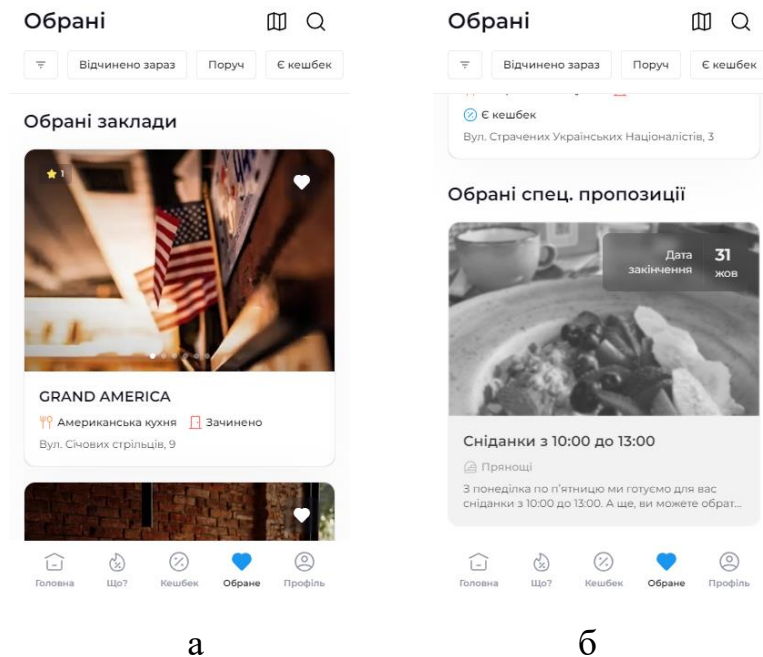 Обрані
Відчинено зараз
Поруч
Є кешбек
Обрані заклади
1
GRAND AMERICA
Американська кухня Зачинено
Вул. Січових стрільців, 9
Головна Що? Кешбек Обране Профіль
а
Обрані
Відчинено зараз
Поруч
Є кешбек
Є кешбек
Вул. Страчених Українських Націоналістів, 3
Обрані спец. пропозиції
Дата
закінчення
31
жов
Сніданки з 10:00 до 13:00
Прянощі
З понеділка по п’ятницю ми готуємо для вас
сніданки з 10:00 до 13:00. А ще, ви можете обрат...
Головна Що? Кешбек Обране Профіль
б